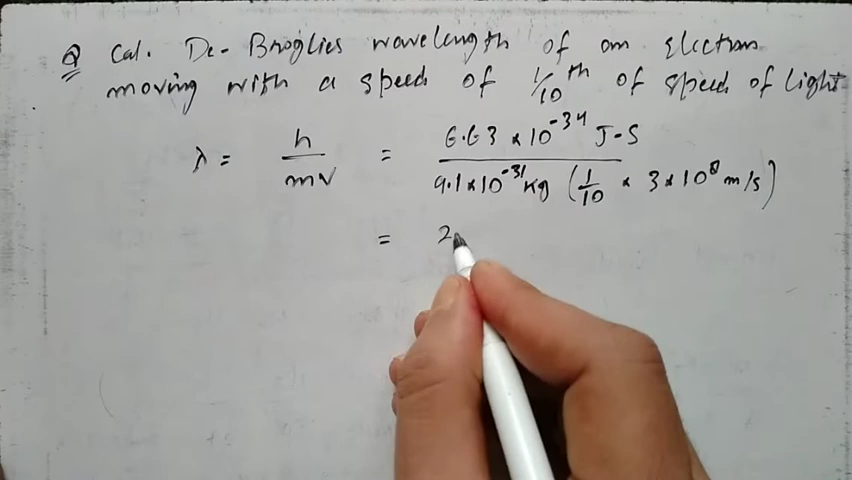 Q Cal. De-Broglies wavelength of an Electron
moving with a speed of 1/10th of speed of light
λ = h/mv = 6.63 × 10^-34 J-S / 9.1 × 10^-31 kg (1/10 × 3 × 10^8 m/s)
= 2